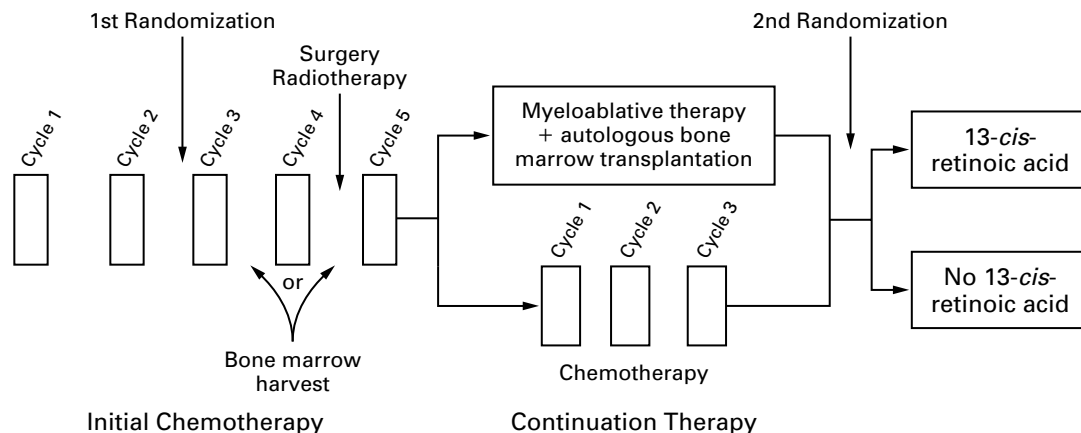 1st Randomization
2nd Randomization
Surgery
Radiotherapy
Cycle 1
Cycle 2
Cycle 3
Cycle 4
Cycle 5
Myeloablative therapy
+ autologous bone
marrow transplantation
13-cis-
retinoic acid
Cycle 1
Cycle 2
Cycle 3
or
No 13-cis-
retinoic acid
Bone marrow
harvest
Chemotherapy
Initial Chemotherapy
Continuation Therapy